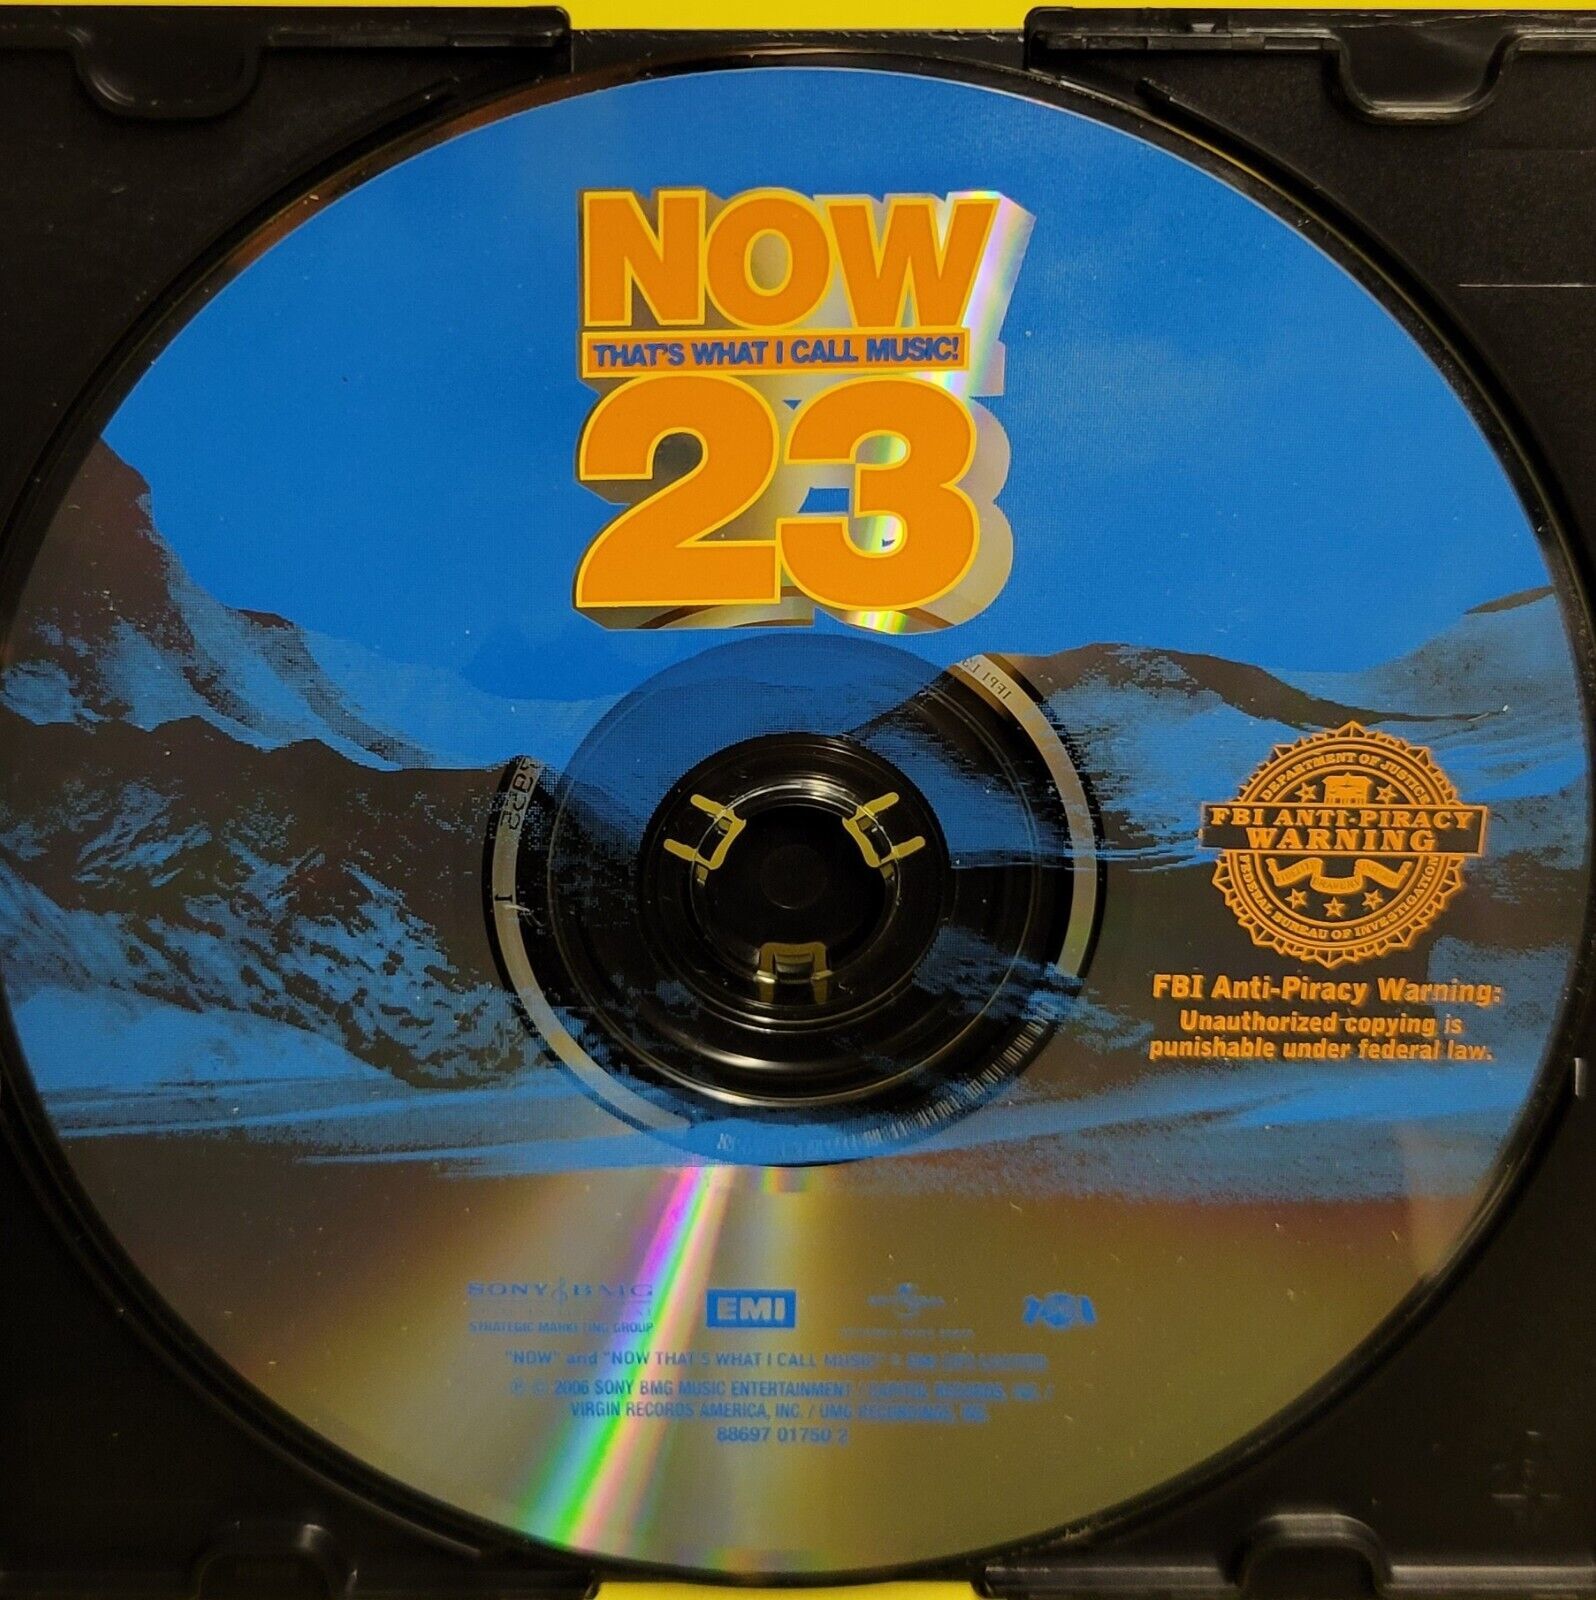 NOW
THAT'S WHAT I CALL MUSIC!
23
DEPARTMENT OF JUSTICE
FBI ANTI-PIRACY
WARNING
FEDERAL BUREAU OF INVESTIGATION
FBI Anti-Piracy Warning:
Unauthorized copying is
punishable under federal law.
IFPI
SONY BMG
STRATEGIC MARKETING GROUP
EMI
"NOW" and "NOW THAT'S WHAT I CALL MUSIC!"
℗ © 2006 SONY BMG MUSIC ENTERTAINMENT / CAPITOL RECORDS, INC. /
VIRGIN RECORDS AMERICA, INC. / UMG RECORDINGS, INC.
88697 01750 2